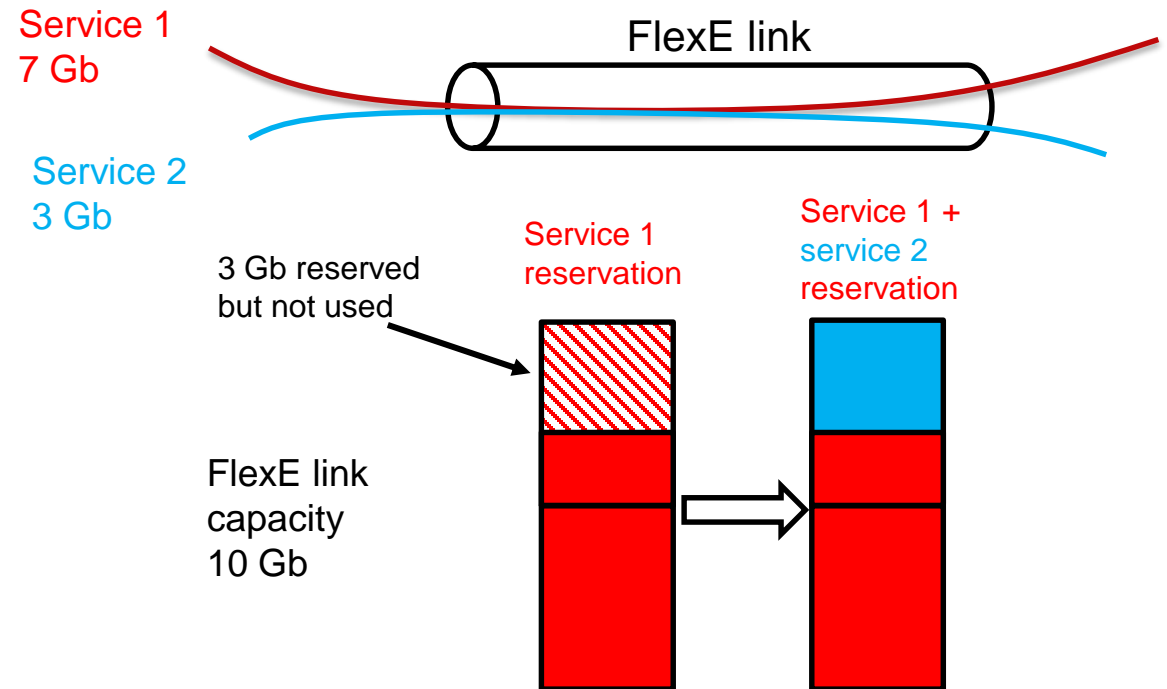 Service 1
7 Gb
FlexE link
Service 2
3 Gb
3 Gb reserved
but not used
Service 1
reservation
Service 1 +
service 2
reservation
FlexE link
capacity
10 Gb